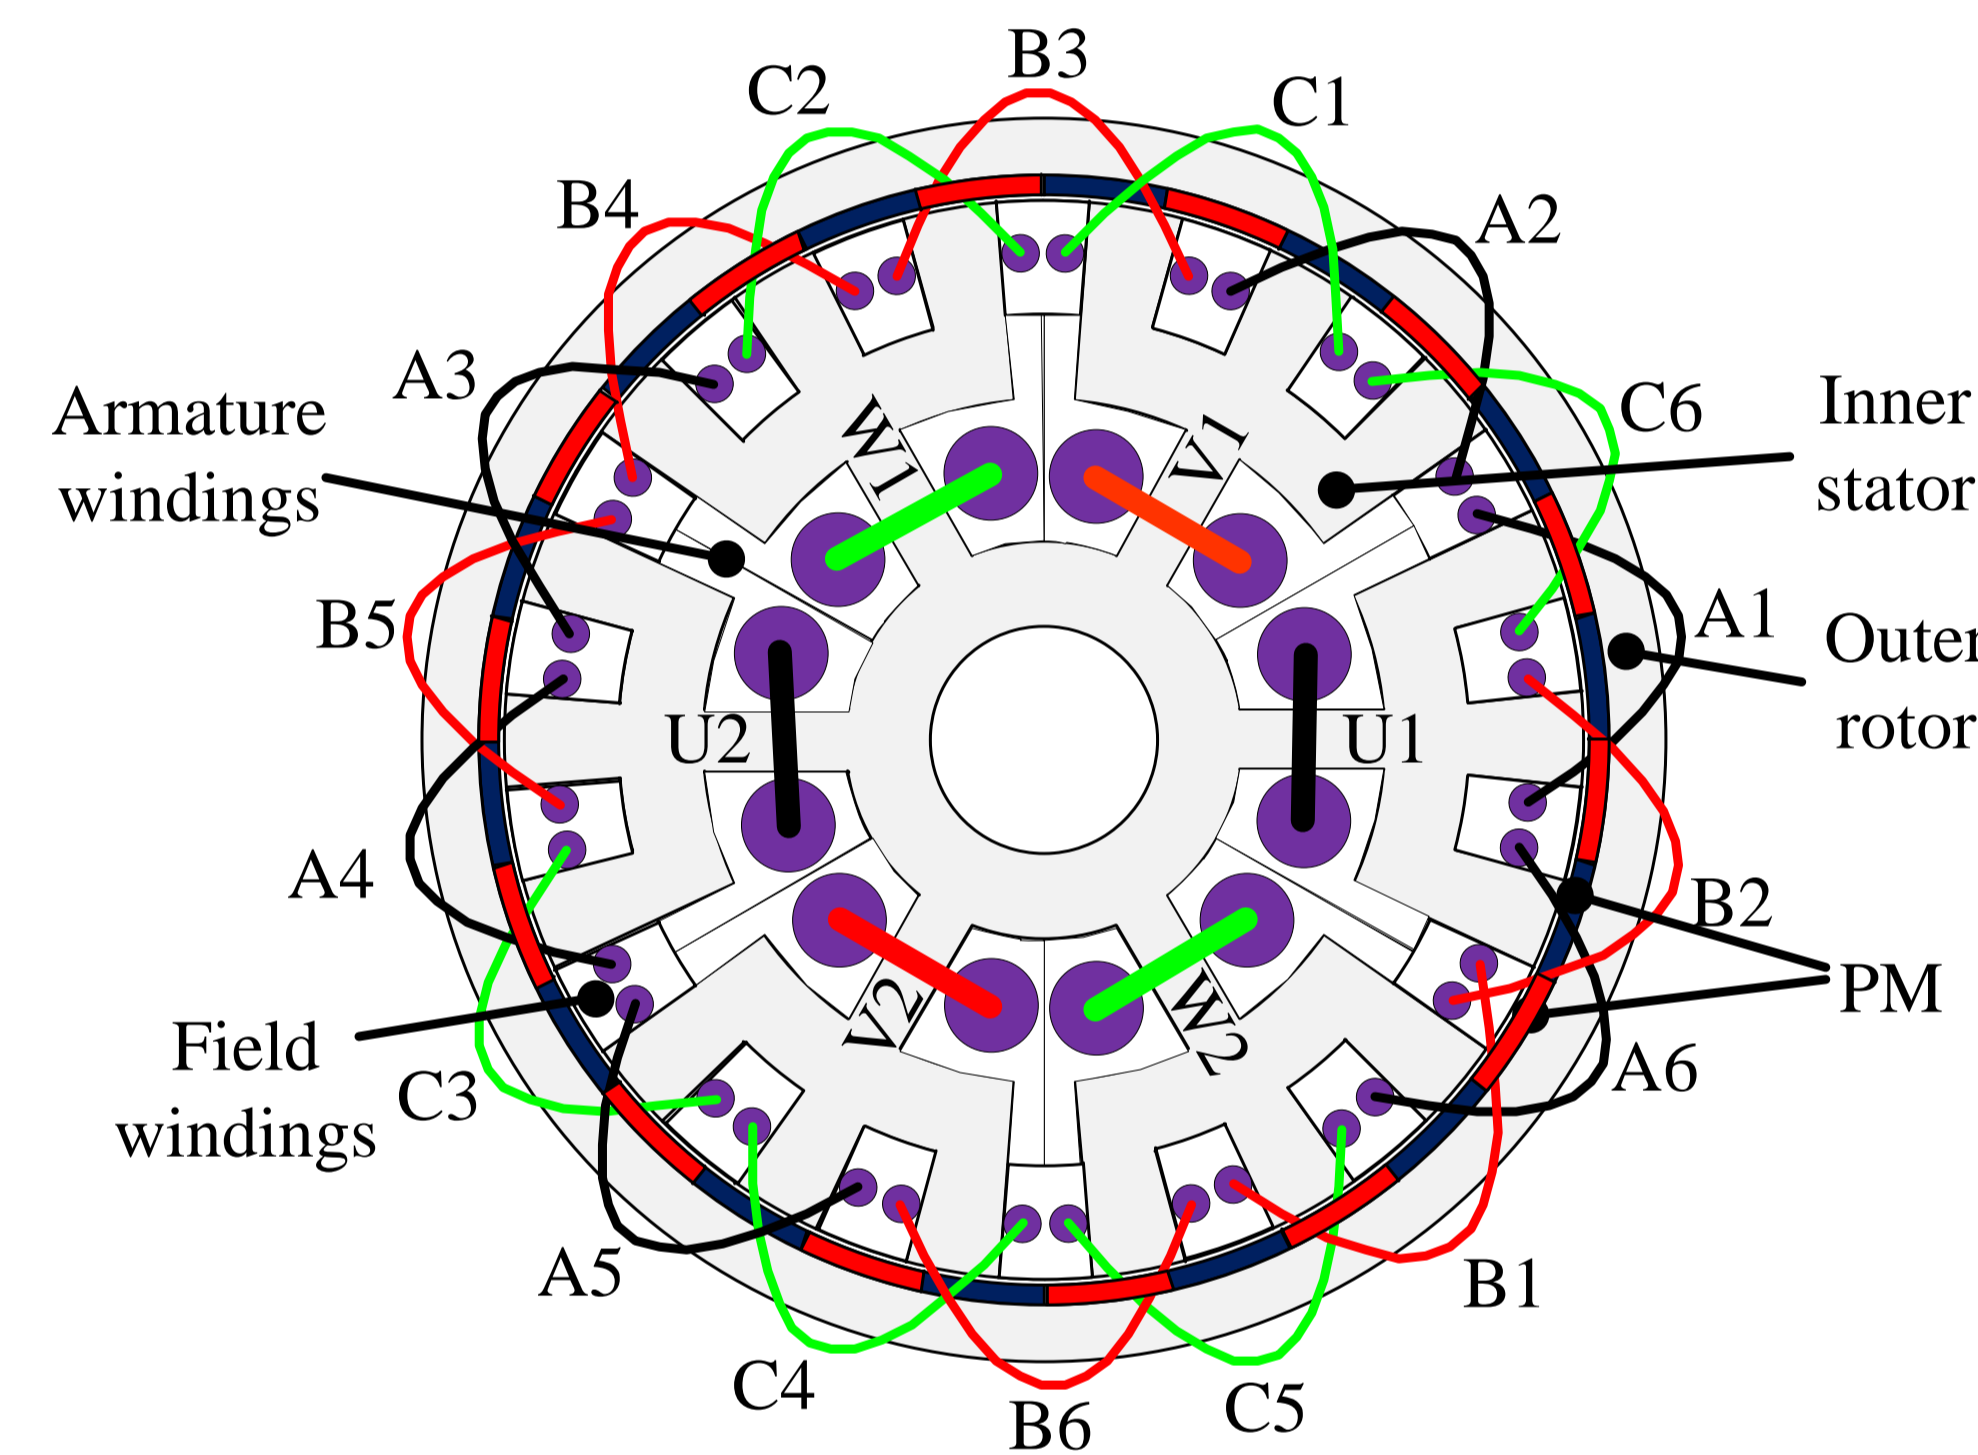 B3
C2
C1
B4
A2
A3
Armature
windings
W1
V1
C6
Inner
stator
B5
A1
Outer
rotor
U2
U1
A4
B2
PM
Field
windings
C3
V2
W2
A6
A5
B1
C4
B6
C5